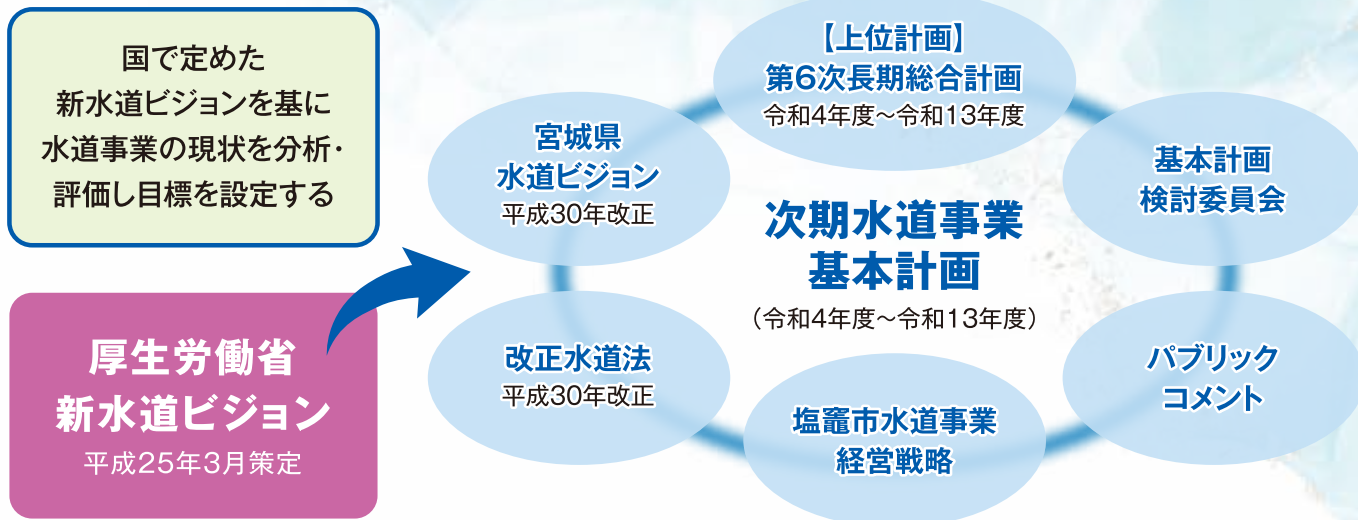 国で定めた
新水道ビジョンを基に
水道事業の現状を分析・
評価し目標を設定する
厚生労働省
新水道ビジョン
平成25年3月策定
【上位計画】
第6次長期総合計画
令和4年度～令和13年度
宮城県
水道ビジョン
平成30年改正
基本計画
検討委員会
次期水道事業
基本計画
（令和4年度～令和13年度）
改正水道法
平成30年改正
パブリック
コメント
塩竈市水道事業
経営戦略